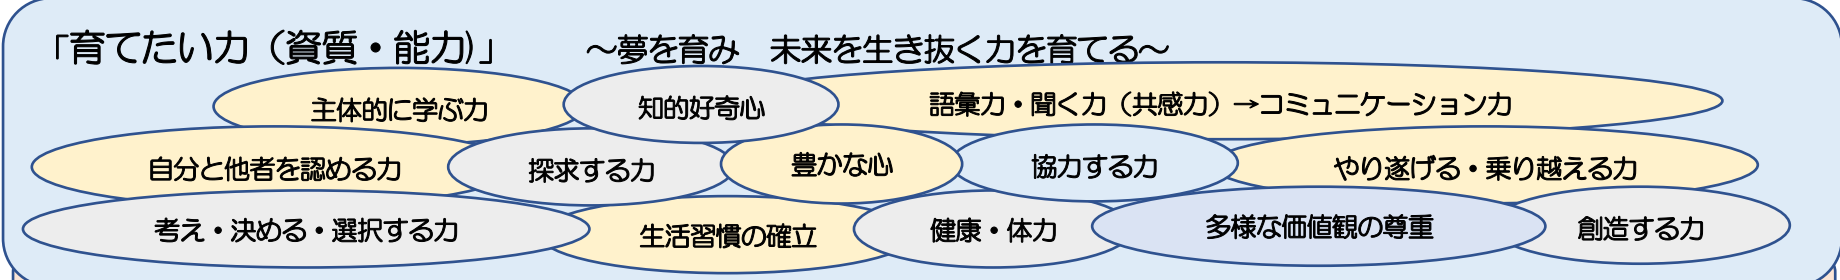 「育てたい力（資質・能力)」　　～夢を育み　未来を生き抜く力を育てる～
主体的に学ぶ力
知的好奇心
語彙力・聞く力（共感力）→コミュニケーション力
自分と他者を認める力
探求する力
豊かな心
協力する力
やり遂げる・乗り越える力
考え・決める・選択する力
生活習慣の確立
健康・体力
多様な価値観の尊重
創造する力